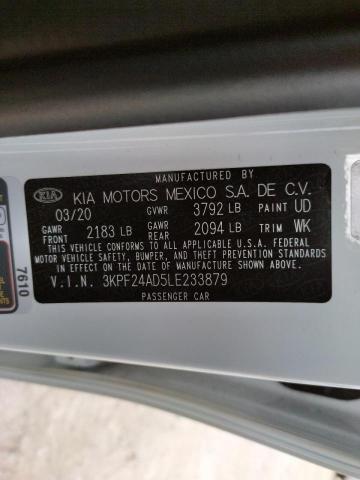 MANUFACTURED BY
KIA KIA MOTORS MEXICO S.A. DE C.V.
03/20 GVWR 3792 LB PAINT UD
GAWR FRONT 2183 LB GAWR REAR 2094 LB TRIM WK
THIS VEHICLE CONFORMS TO ALL APPLICABLE U.S.A. FEDERAL
MOTOR VEHICLE SAFETY, BUMPER, AND THEFT PREVENTION
STANDARDS IN EFFECT ON THE DATE OF MANUFACTURE SHOWN ABOVE.
V.I.N. 3KPF24AD5LE233879
PASSENGER CAR
7610